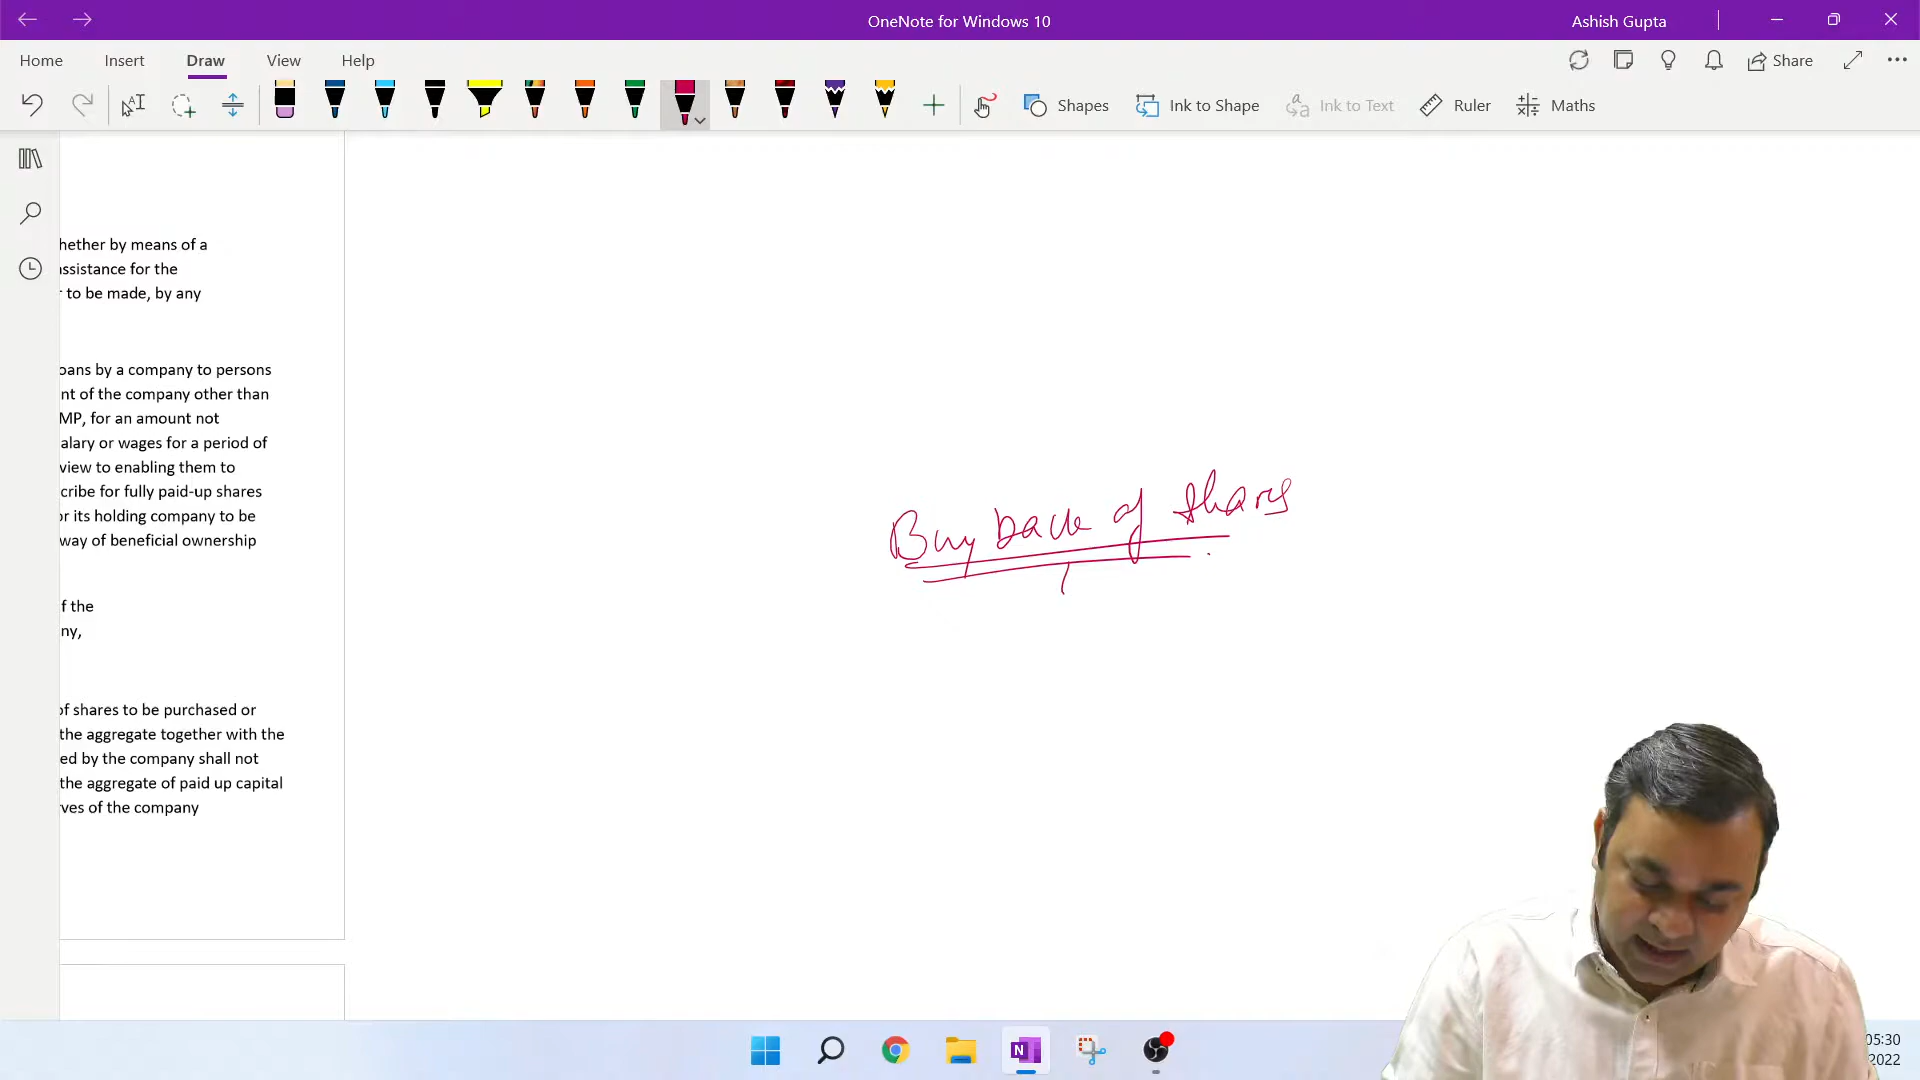 OneNote for Windows 10
Ashish Gupta
Home Insert Draw View Help
Share
Shapes Ink to Shape Ink to Text Ruler Maths
hether by means of a
ssistance for the
r to be made, by any
oans by a company to persons
nt of the company other than
MP, for an amount not
alary or wages for a period of
view to enabling them to
cribe for fully paid-up shares
or its holding company to be
way of beneficial ownership
f the
ny,
of shares to be purchased or
the aggregate together with the
ed by the company shall not
the aggregate of paid up capital
rves of the company
Buy back of shares
05:30
2022